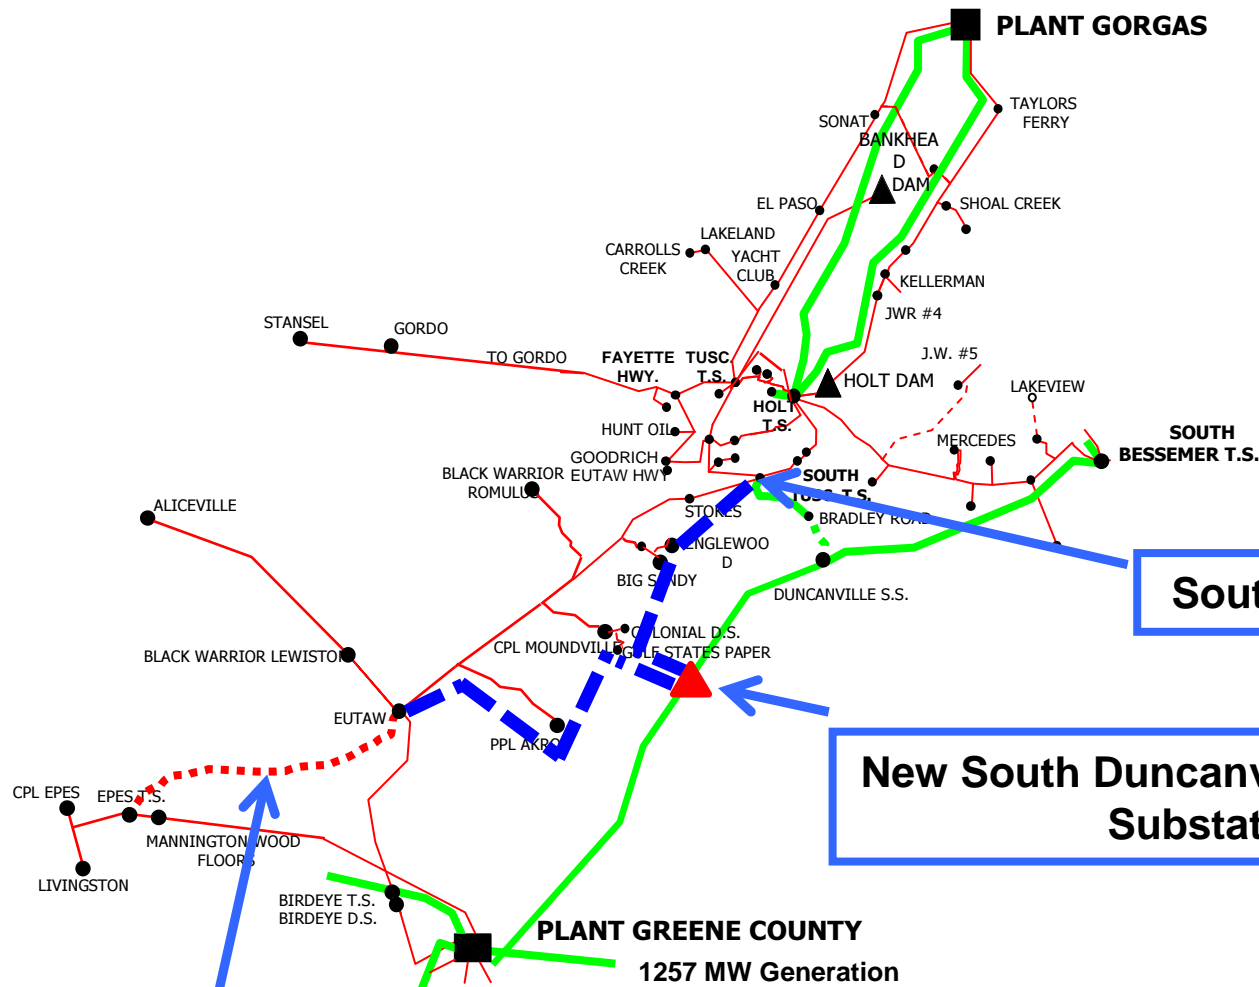 PLANT GORGAS
TAYLORS
FERRY
SONAT
BANKHEA
D
DAM
EL PASO
SHOAL CREEK
LAKELAND
CARROLLS
CREEK
YACHT
CLUB
KELLERMAN
JWR #4
STANSEL
GORDO
TO GORDO
FAYETTE
HWY.
TUSC.
T.S.
J.W. #5
HOLT DAM
LAKEVIEW
HOLT
T.S.
HUNT OIL
MERCEDES
SOUTH
BESSEMER T.S.
GOODRICH
EUTAW HWY
BLACK WARRIOR
ROMULUS
SOUTH
TUSC. T.S.
ALICEVILLE
STOKES
BRADLEY ROAD
ENGLEWOO
D
BIG SANDY
DUNCANVILLE S.S.
Sout
COLONIAL D.S.
CPL MOUNDVILLE
GULF STATES PAPER
BLACK WARRIOR LEWISTON
EUTAW
PPL AKRON
New South Duncanv
Substat
CPL EPES
EPES T.S.
MANNINGTON WOOD
FLOORS
LIVINGSTON
BIRDEYE T.S.
BIRDEYE D.S.
PLANT GREENE COUNTY
1257 MW Generation